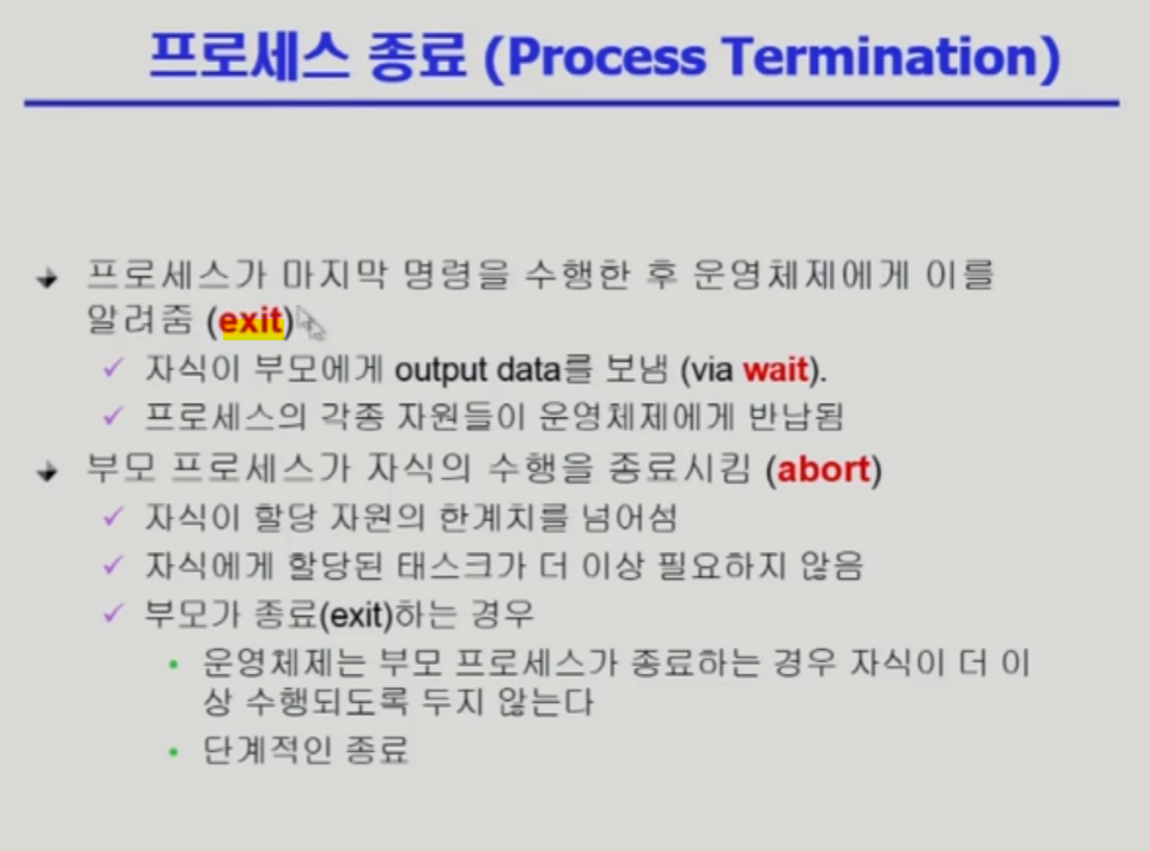 프로세스 종료 (Process Termination)
프로세스가 마지막 명령을 수행한 후 운영체제에게 이를
알려줌 (exit)
자식이 부모에게 output data를 보냄 (via wait).
프로세스의 각종 자원들이 운영체제에게 반납됨
부모 프로세스가 자식의 수행을 종료시킴 (abort)
자식이 할당 자원의 한계치를 넘어섬
자식에게 할당된 태스크가 더 이상 필요하지 않음
부모가 종료(exit)하는 경우
운영체제는 부모 프로세스가 종료하는 경우 자식이 더 이
상 수행되도록 두지 않는다
단계적인 종료